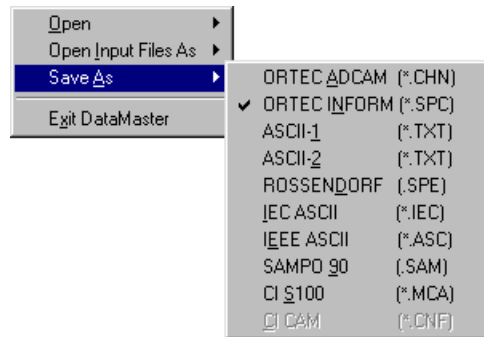 Open
Open Input Files As
Save As
Exit DataMaster
ORTEC ADCAM (*.CHN)
ORTEC INFORM (*.SPC)
ASCII-1 (*.TXT)
ASCII-2 (*.TXT)
ROSSENDORF (.SPE)
IEC ASCII (*.IEC)
IEEE ASCII (*.ASC)
SAMPO 90 (.SAM)
CI S100 (*.MCA)
CI CAM (*.CNF)